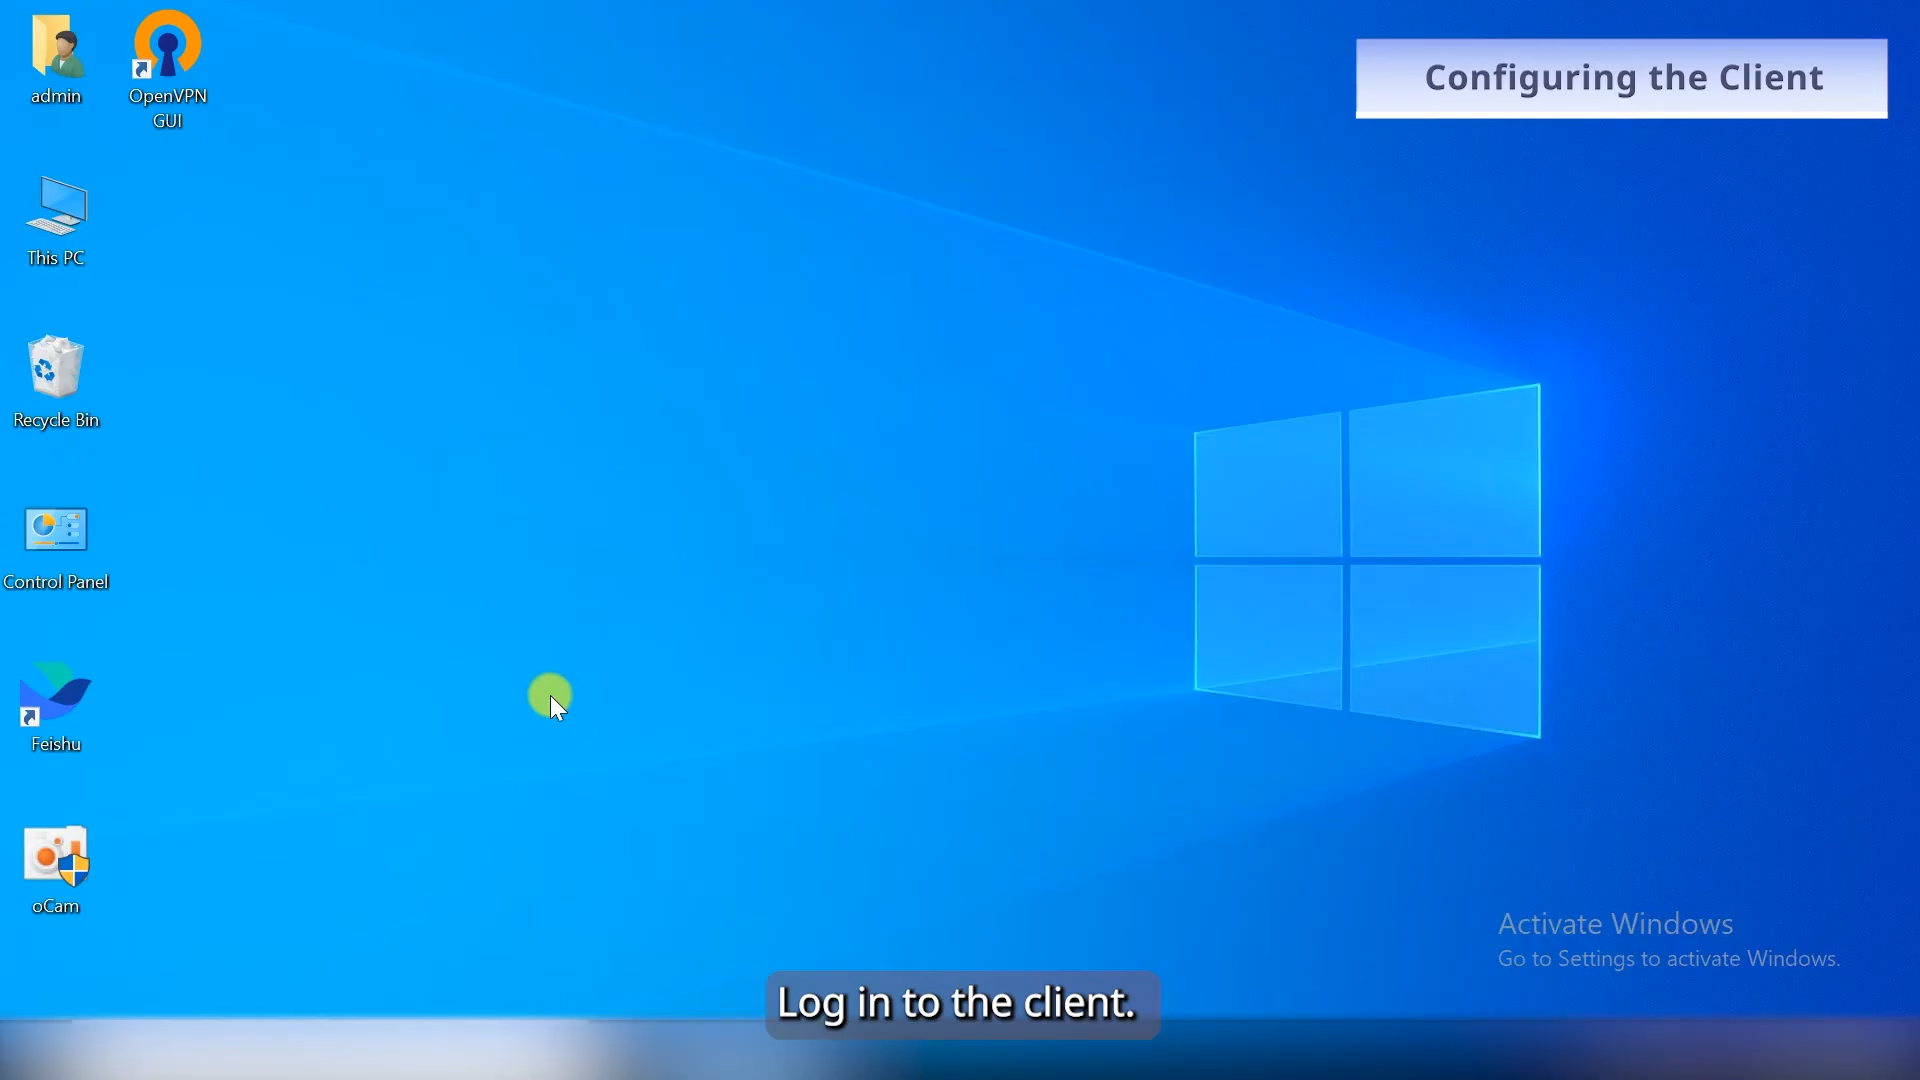 Configuring the Client
admin
OpenVPN
GUI
This PC
Recycle Bin
Control Panel
Feishu
oCam
Activate Windows
Go to Settings to activate Windows.
Log in to the client.